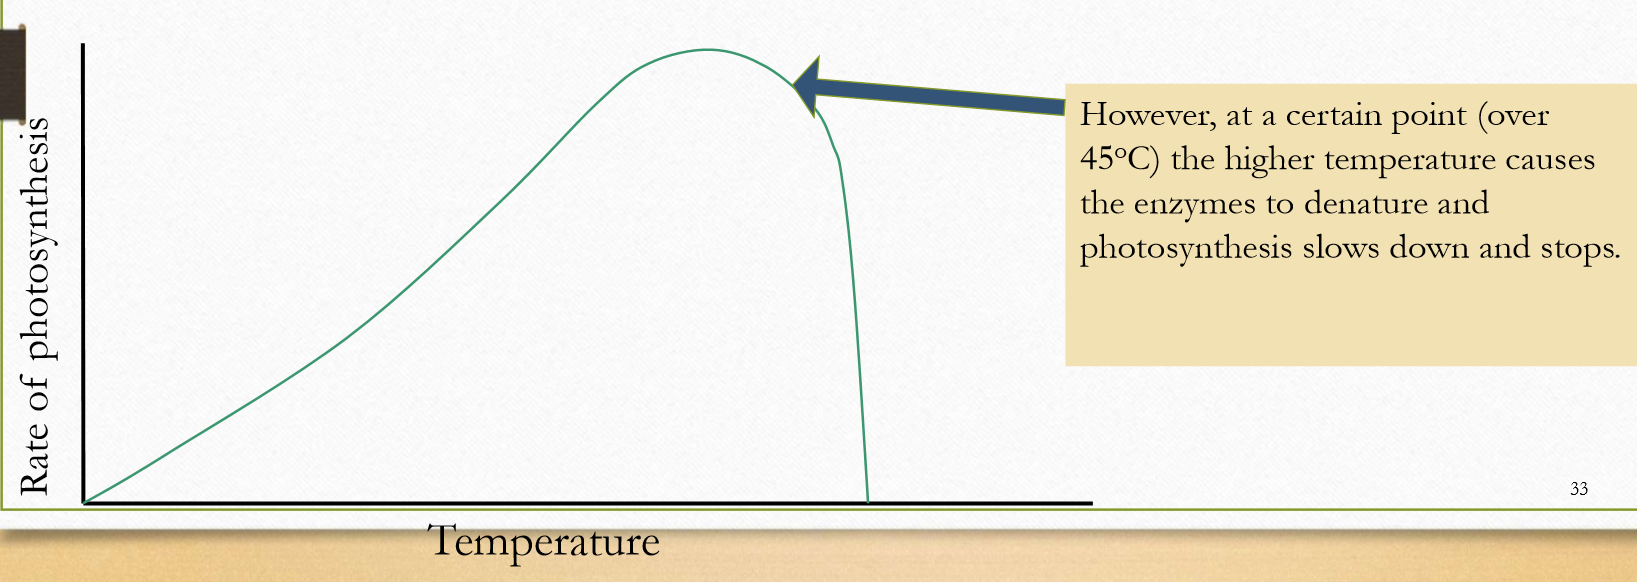 Rate of photosynthesis
However, at a certain point (over
45°C) the higher temperature causes
the enzymes to denature and
photosynthesis slows down and stops.
33
Temperature